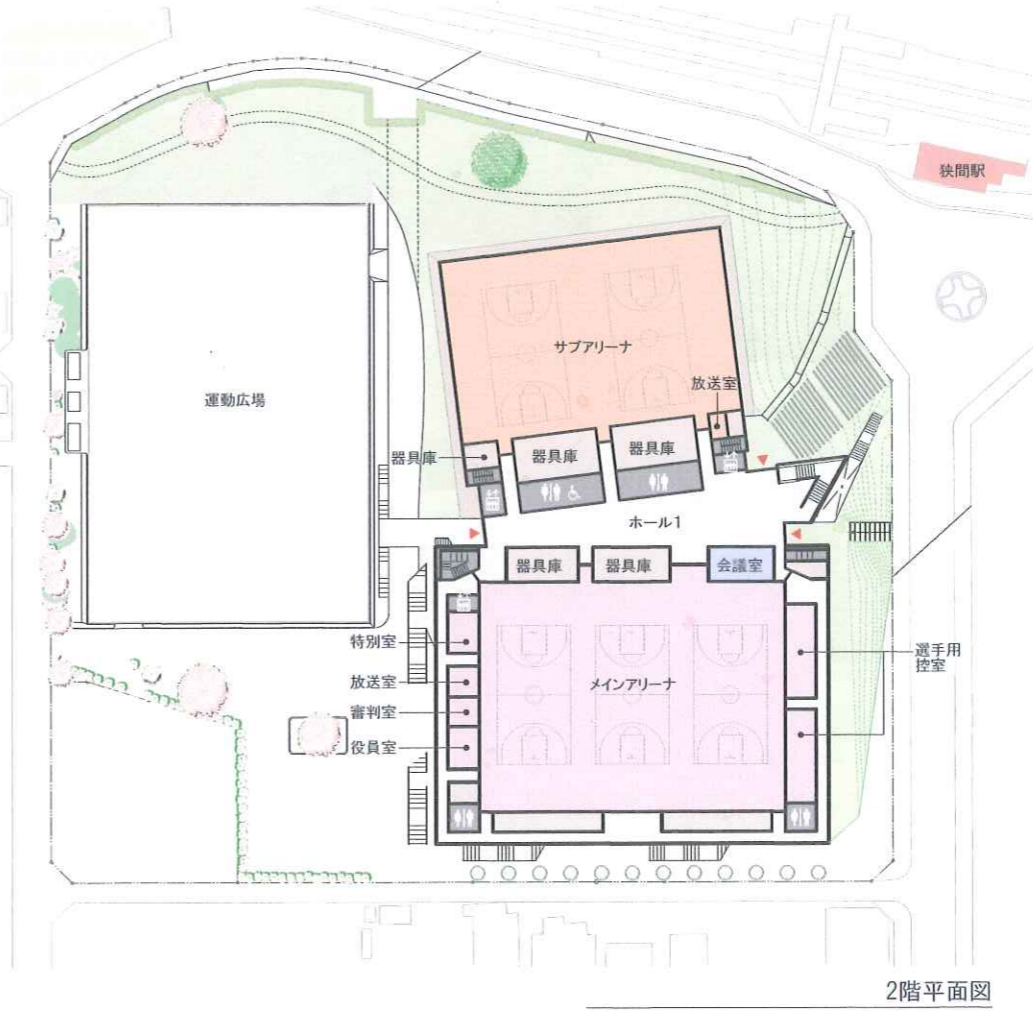 狭間駅
サブアリーナ
放送室
運動広場
器具庫
器具庫
器具庫
ホール1
器具庫
器具庫
会議室
特別室
選手用
控室
放送室
メインアリーナ
審判室
役員室
2階平面図